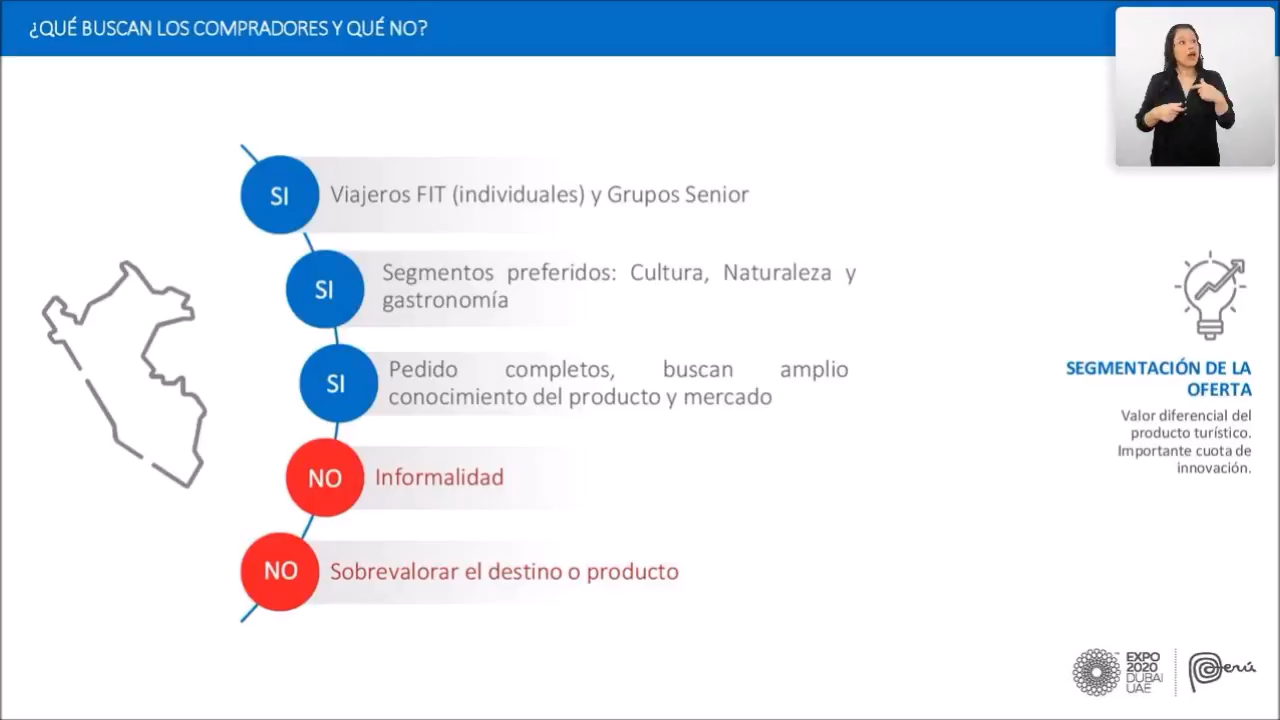 ¿QUÉ BUSCAN LOS COMPRADORES Y QUÉ NO?
SI
Viajeros FIT (individuales) y Grupos Senior
SI
Segmentos preferidos: Cultura, Naturaleza y
gastronomía
SI
Pedido completos, buscan amplio
conocimiento del producto y mercado
NO
Informalidad
NO
Sobrevalorar el destino o producto
SEGMENTACIÓN DE LA
OFERTA
Valor diferencial del
producto turístico.
Importante cuota de
innovación.
EXPO
2020
DUBAI
UAE
Perú